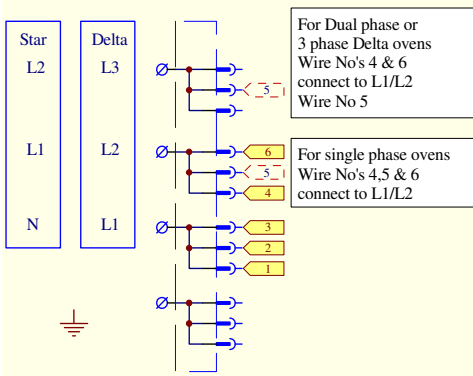 Star
L2
L1
N
Delta
L3
L2
L1
5
6
5
4
3
2
1
For Dual phase or
3 phase Delta ovens
Wire No's 4 & 6
connect to L1/L2
Wire No 5
For single phase ovens
Wire No's 4,5 & 6
connect to L1/L2